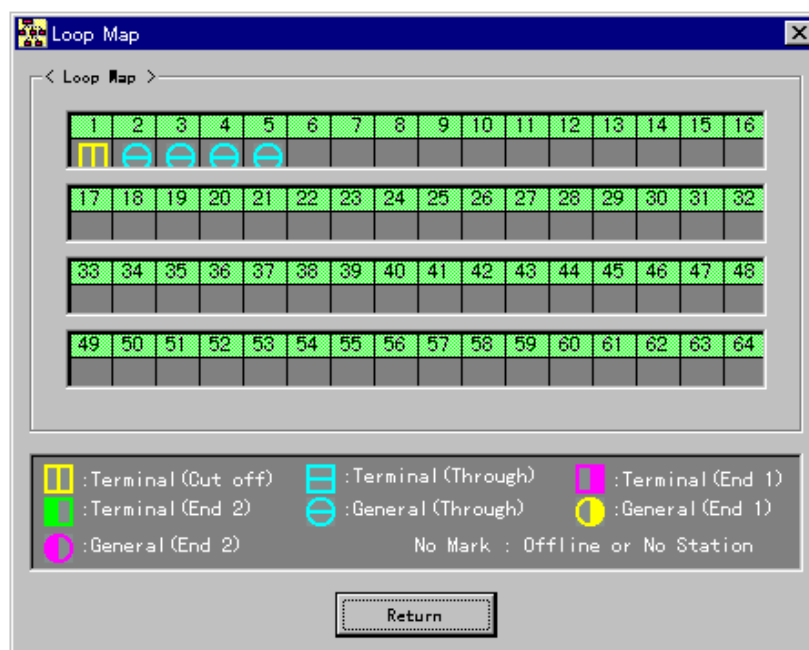 Loop Map
< Loop Map >
1 2 3 4 5 6 7 8 9 10 11 12 13 14 15 16
17 18 19 20 21 22 23 24 25 26 27 28 29 30 31 32
33 34 35 36 37 38 39 40 41 42 43 44 45 46 47 48
49 50 51 52 53 54 55 56 57 58 59 60 61 62 63 64
:Terminal(Cut off) :Terminal(Through) :Terminal(End 1)
:Terminal(End 2) :General(Through) :General(End 1)
:General(End 2) No Mark : Offline or No Station
Return